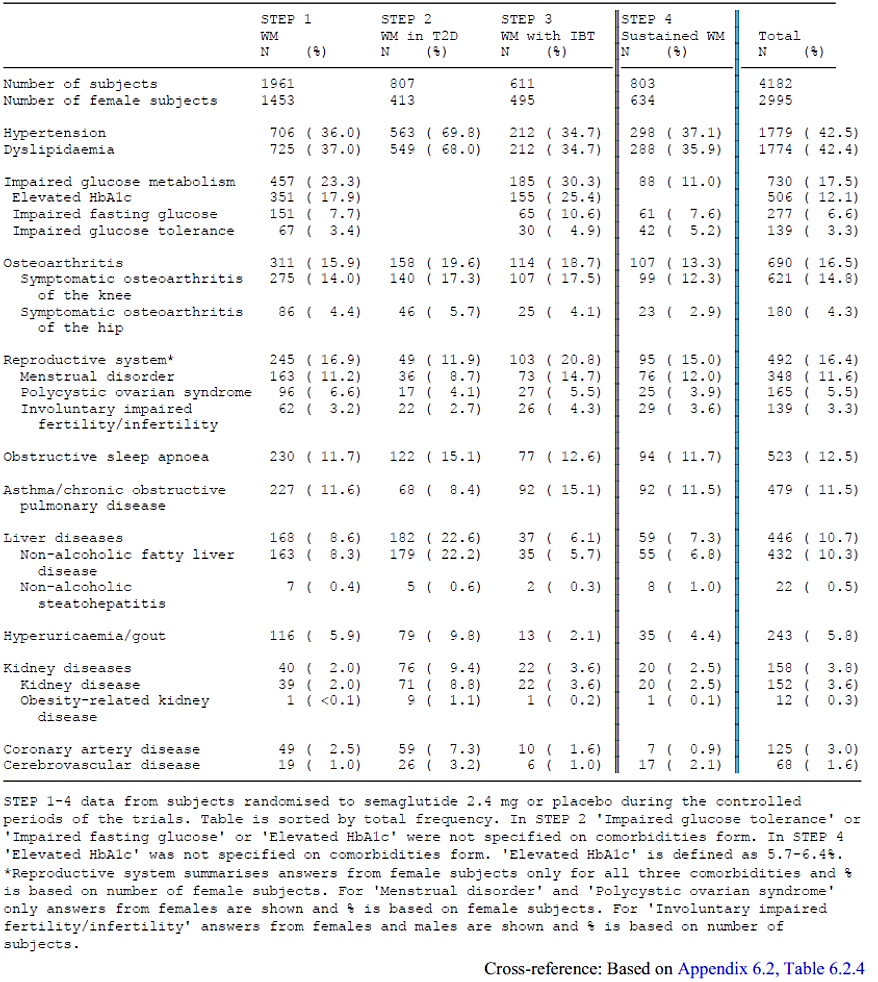 STEP 1 STEP 2 STEP 3 STEP 4
WM WM in T2D WM with IBT Sustained WM Total
N (%) N (%) N (%) N (%) N (%)
Number of subjects 1961 807 611 803 4182
Number of female subjects 1453 413 495 634 2995
Hypertension 706 ( 36.0) 563 ( 69.8) 212 ( 34.7) 298 ( 37.1) 1779 ( 42.5)
Dyslipidaemia 725 ( 37.0) 549 ( 68.0) 212 ( 34.7) 288 ( 35.9) 1774 ( 42.4)
Impaired glucose metabolism 457 ( 23.3) 185 ( 30.3) 88 ( 11.0) 730 ( 17.5)
Elevated HbA1c 351 ( 17.9) 155 ( 25.4) 506 ( 12.1)
Impaired fasting glucose 151 ( 7.7) 65 ( 10.6) 61 ( 7.6) 277 ( 6.6)
Impaired glucose tolerance 67 ( 3.4) 30 ( 4.9) 42 ( 5.2) 139 ( 3.3)
Osteoarthritis 311 ( 15.9) 158 ( 19.6) 114 ( 18.7) 107 ( 13.3) 690 ( 16.5)
Symptomatic osteoarthritis 275 ( 14.0) 140 ( 17.3) 107 ( 17.5) 99 ( 12.3) 621 ( 14.8)
of the knee
Symptomatic osteoarthritis 86 ( 4.4) 46 ( 5.7) 25 ( 4.1) 23 ( 2.9) 180 ( 4.3)
of the hip
Reproductive system* 245 ( 16.9) 49 ( 11.9) 103 ( 20.8) 95 ( 15.0) 492 ( 16.4)
Menstrual disorder 163 ( 11.2) 36 ( 8.7) 73 ( 14.7) 76 ( 12.0) 348 ( 11.6)
Polycystic ovarian syndrome 96 ( 6.6) 17 ( 4.1) 27 ( 5.5) 25 ( 3.9) 165 ( 5.5)
Involuntary impaired 62 ( 3.2) 22 ( 2.7) 26 ( 4.3) 29 ( 3.6) 139 ( 3.3)
fertility/infertility
Obstructive sleep apnoea 230 ( 11.7) 122 ( 15.1) 77 ( 12.6) 94 ( 11.7) 523 ( 12.5)
Asthma/chronic obstructive 227 ( 11.6) 68 ( 8.4) 92 ( 15.1) 92 ( 11.5) 479 ( 11.5)
pulmonary disease
Liver diseases 168 ( 8.6) 182 ( 22.6) 37 ( 6.1) 59 ( 7.3) 446 ( 10.7)
Non-alcoholic fatty liver 163 ( 8.3) 179 ( 22.2) 35 ( 5.7) 55 ( 6.8) 432 ( 10.3)
disease
Non-alcoholic 7 ( 0.4) 5 ( 0.6) 2 ( 0.3) 8 ( 1.0) 22 ( 0.5)
steatohepatitis
Hyperuricaemia/gout 116 ( 5.9) 79 ( 9.8) 13 ( 2.1) 35 ( 4.4) 243 ( 5.8)
Kidney diseases 40 ( 2.0) 76 ( 9.4) 22 ( 3.6) 20 ( 2.5) 158 ( 3.8)
Kidney disease 39 ( 2.0) 71 ( 8.8) 22 ( 3.6) 20 ( 2.5) 152 ( 3.6)
Obesity-related kidney 1 ( <0.1) 9 ( 1.1) 1 ( 0.2) 1 ( 0.1) 12 ( 0.3)
disease
Coronary artery disease 49 ( 2.5) 59 ( 7.3) 10 ( 1.6) 7 ( 0.9) 125 ( 3.0)
Cerebrovascular disease 19 ( 1.0) 26 ( 3.2) 6 ( 1.0) 17 ( 2.1) 68 ( 1.6)
STEP 1-4 data from subjects randomised to semaglutide 2.4 mg or placebo during the controlled
periods of the trials. Table is sorted by total frequency. In STEP 2 'Impaired glucose tolerance' or
'Impaired fasting glucose' or 'Elevated HbA1c' were not specified on comorbidities form. In STEP 4
'Elevated HbA1c' was not specified on comorbidities form. 'Elevated HbA1c' is defined as 5.7-6.4%.
*Reproductive system summarises answers from female subjects only for all three comorbidities and %
is based on number of female subjects. For 'Menstrual disorder' and 'Polycystic ovarian syndrome'
only answers from females are shown and % is based on female subjects. For 'Involuntary impaired
fertility/infertility' answers from females and males are shown and % is based on number of
subjects.
Cross-reference: Based on Appendix 6.2, Table 6.2.4